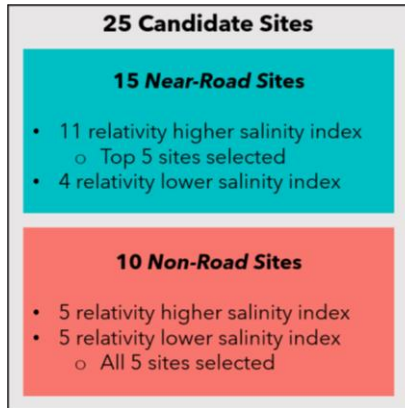 25 Candidate Sites
15 Near-Road Sites
• 11 relativity higher salinity index
o Top 5 sites selected
• 4 relativity lower salinity index
10 Non-Road Sites
• 5 relativity higher salinity index
• 5 relativity lower salinity index
o All 5 sites selected